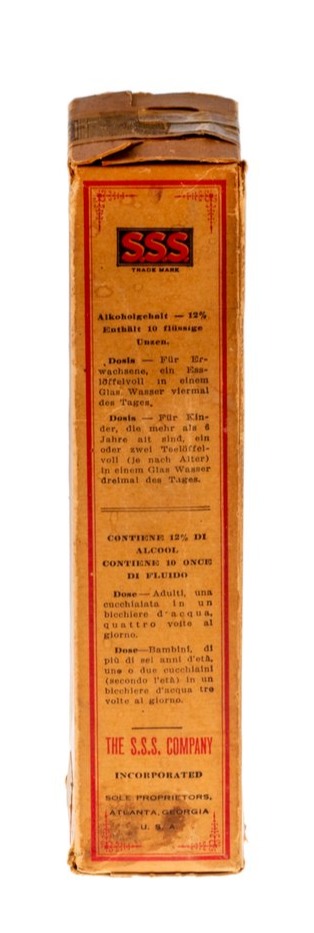 S.S.S.
TRADE MARK
Alkoholgehalt — 12%
Enthält 10 flüssige
Unzen.
Dosis — Für Er-
wachsene, ein Ess-
löffelvoll in einem
Glas Wasser viermal
des Tages.
Dosis — Für Kin-
der, die mehr als 6
Jahre alt sind, ein
oder zwei Teelöffel-
voll (je nach Alter)
in einem Glas Wasser
dreimal des Tages.
CONTIENE 12% DI
ALCOOL
CONTIENE 10 ONCE
DI FLUIDO
Dose — Adulti, una
cucchiaiata in un
bicchiere d'acqua,
quattro volte al
giorno.
Dose—Bambini, di
più di sei anni d'età,
uno o due cucchiaini
(secondo l'età) in un
bicchiere d'acqua tre
volte al giorno.
THE S.S.S. COMPANY
INCORPORATED
SOLE PROPRIETORS,
ATLANTA, GEORGIA
U. S. A.